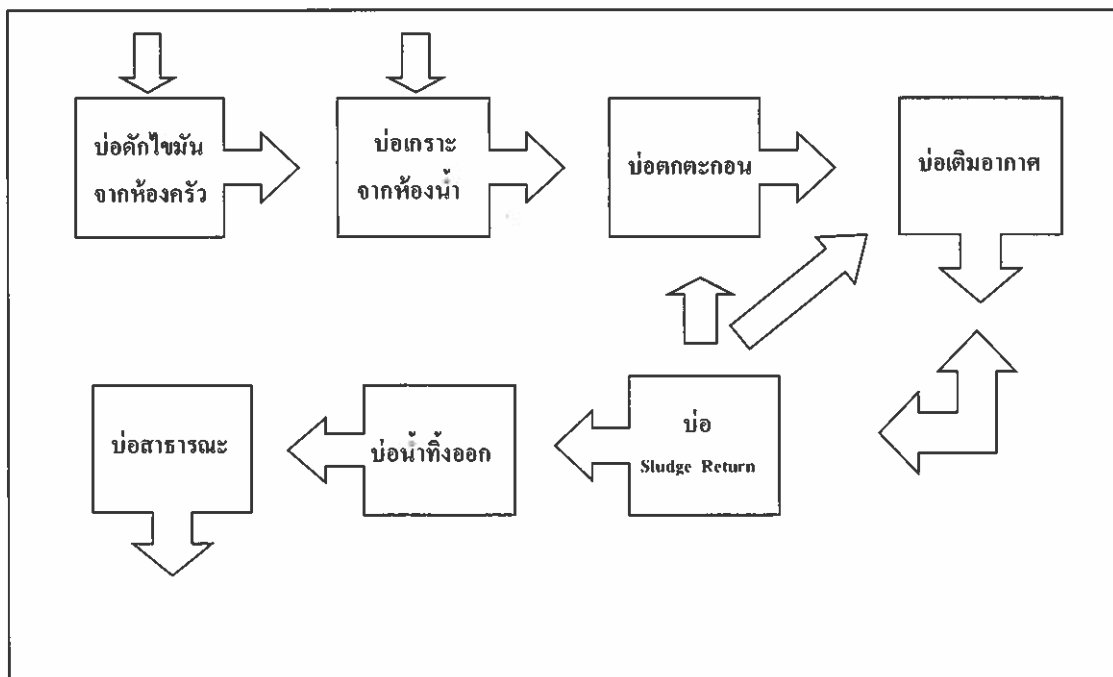 บ่อดักไขมัน
จากห้องครัว
บ่อเกราะ
จากห้องน้ำ
บ่อตกตะกอน
บ่อเติมอากาศ
บ่อสาธารณะ
บ่อน้ำทิ้งออก
บ่อ
Sludge Return